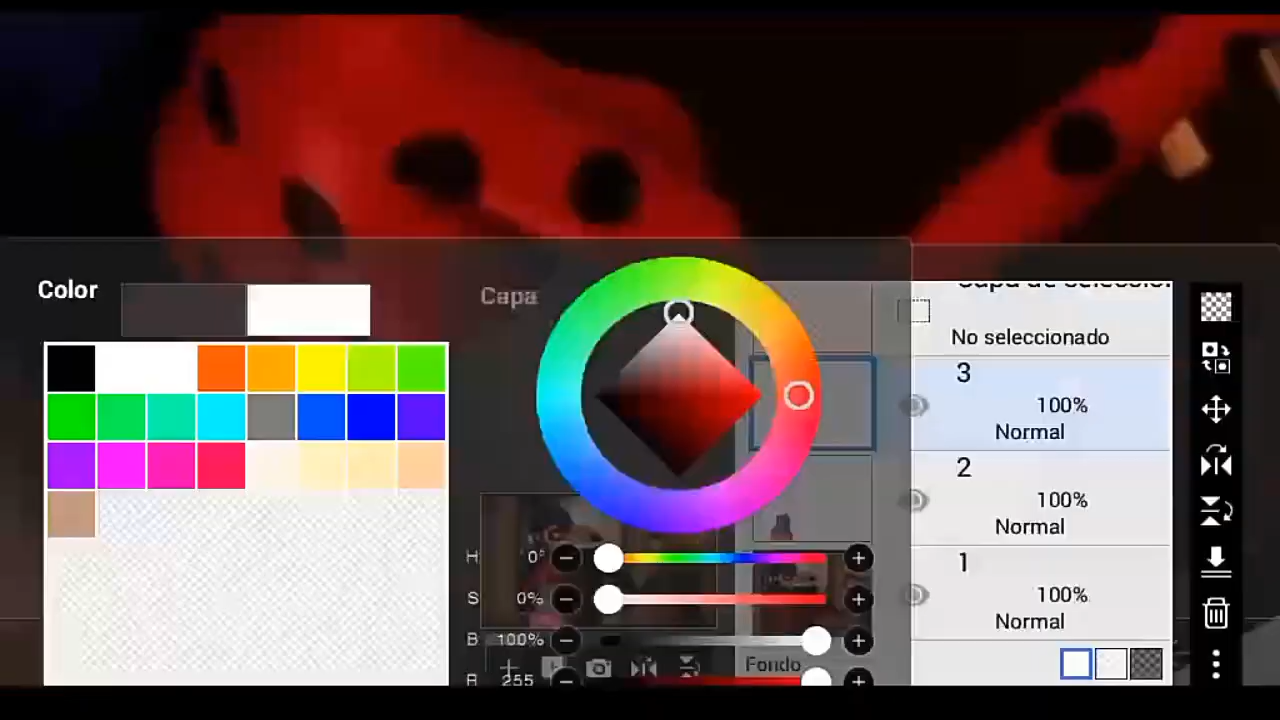 Color
Capa
No seleccionado
3
100%
Normal
2
100%
Normal
1
100%
Normal
H 0°
S 0%
B 100%
R 255
Fondo